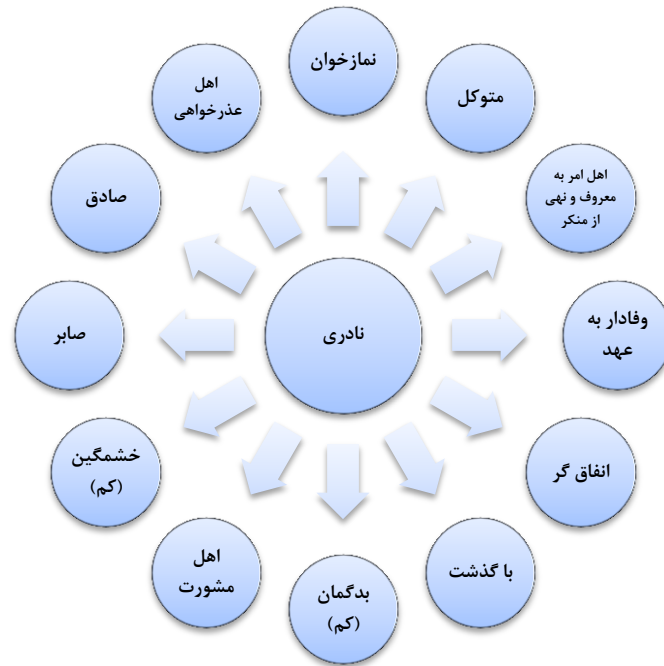 نمازخوان
متوکل
اهل امر به
معروف و نهی
از منکر
وفادار به
عهد
انفاق گر
با گذشت
بدگمان
(کم)
اهل
مشورت
خشمگین
(کم)
صابر
صادق
اهل
عذرخواهی
نادری